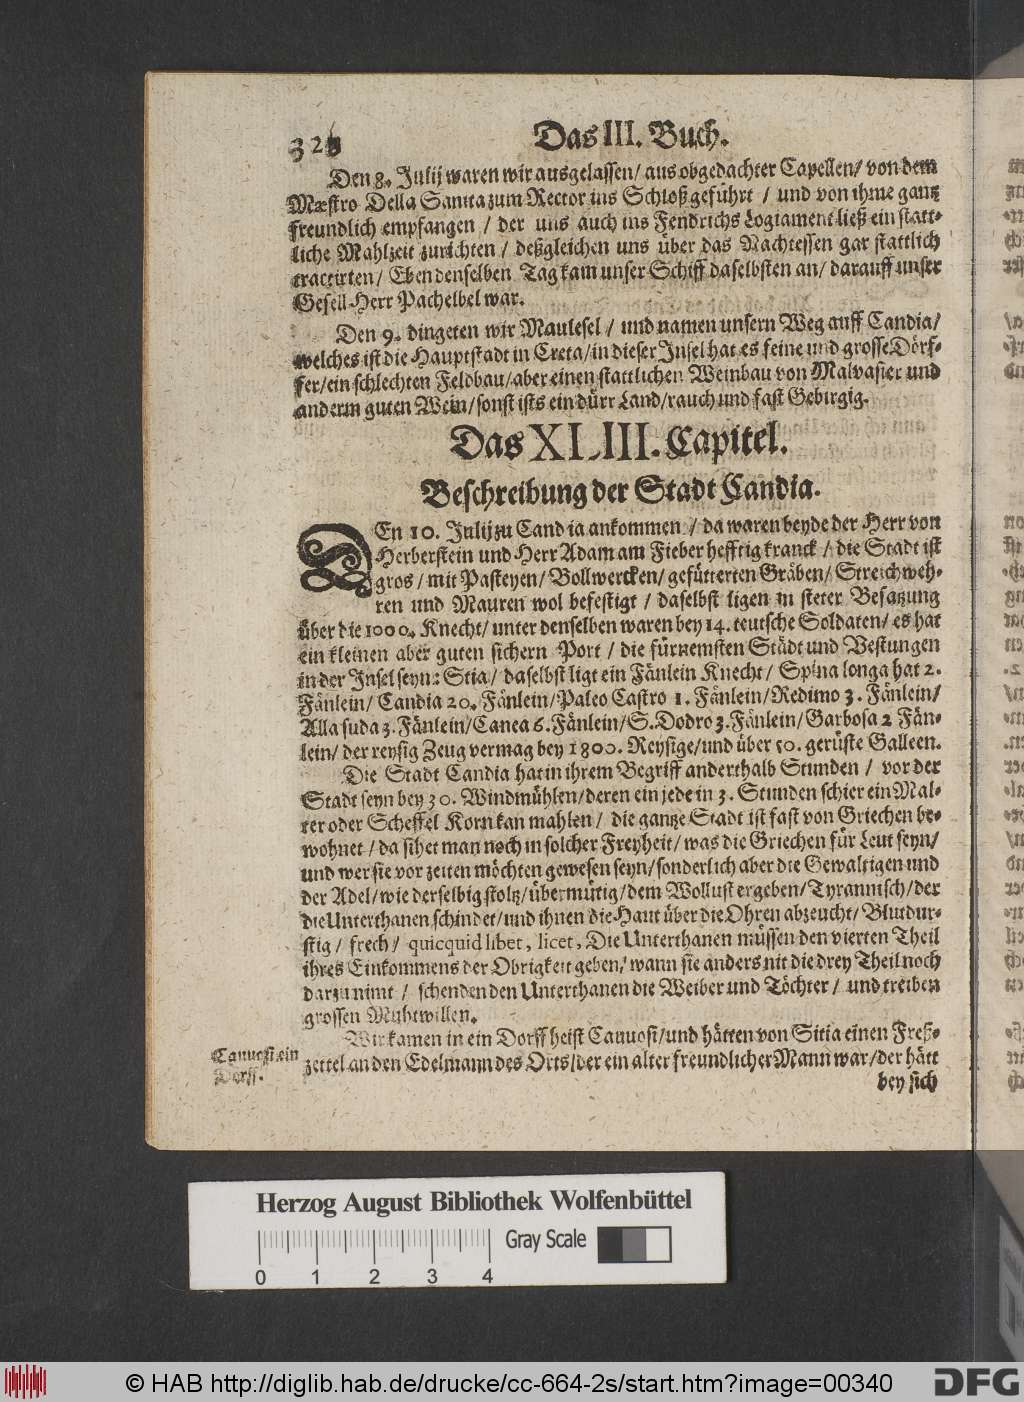 328 Das III. Buch.
Den 8. Julij waren wir ausgelassen / aus obgedachter Capellen / von dem
Mæstro Della Sanita zum Rector ins Schloß geführt / und von ihme gantz
freundlich empfangen / der uns auch ins Fendrichs Logiament ließ ein statt-
liche Mahlzeit zurichten / deßgleichen uns über das Nachtessen gar stattlich
tractirten / Eben denselben Tag kam unser Schiff daselbsten an / darauff unser
Gesell Herr Pachelbel war.
Den 9. dingeten wir Maulesel / und namen unsern Weg auff Candia /
welches ist die Hauptstadt in Creta / in dieser Insel hat es feine und grosse Dörf-
fer / ein schlechten Feldbau / aber einen stattlichen Weinbau von Malvasier und
anderm guten Wein / sonst ists ein dürr Land / rauch und fast Gebirgig.
Das XLIII. Capitel.
Beschreibung der Stadt Candia.
DEn 10. Julij zu Candia ankommen / da waren beyde der Herr von
Herberstein und Herr Adam am Fieber hefftig kranck / die Stadt ist
gros / mit Pasteyen / Bollwercken / gefütterten Gräben / Streichweh-
ren und Mauren wol befestigt / daselbst ligen in steter Besatzung
über die 1000. Knecht / unter denselben waren bey 14. teutsche Soldaten / es hat
ein kleinen aber guten sichern Port / die fürnemsten Städt und Vestungen
in der Insel seyn: Stia / daselbst ligt ein Fänlein Knecht / Spina longa hat 2.
Fänlein / Candia 20. Fänlein / Paleo Castro 1. Fänlein / Redimo 3. Fänlein /
Alla suda 3. Fänlein / Canea 6. Fänlein / S. Dodro 3. Fänlein / Garbosa 2 Fän-
lein / der reysig Zeug vermag bey 1800. Reysige / und über 50. gerüste Galleen.
Die Stadt Candia hat in ihrem Begriff anderthalb Stunden / vor der
Stadt seyn bey 30. Windmühlen / deren ein jede in 3. Stunden schier ein Mal-
ter oder Scheffel Korn kan mahlen / die gantze Stadt ist fast von Griechen be-
wohnet / da sihet man noch in solcher Freyheit / was die Griechen für Leut seyn /
und wer sie vor zeiten möchten gewesen seyn / sonderlich aber die Gewaltigen und
der Adel / wie derselbig stoltz / übermütig / dem Wollust ergeben / Tyrannisch / der
die Unterthanen schindet / und ihnen die Haut über die Ohren abzeucht / Blutdur-
stig / frech / quicquid libet, licet, Die Unterthanen müssen den vierten Theil
ihres Einkommens der Obrigkeit geben / wann sie anders nit die drey Theil noch
darzu nimt / schenden den Unterthanen die Weiber und Töchter / und treiben
grossen Muhtwillen.
Wir kamen in ein Dorff heist Cavuosi / und hätten von Sitia einen Freß-
Cavuosi ein
Dorff.
zettel an den Edelmann des Orts / der ein alter freundlicher Mann war / der hätt
bey sich
Herzog August Bibliothek Wolfenbüttel
Gray Scale
0 1 2 3 4
© HAB http://diglib.hab.de/drucke/cc-664-2s/start.htm?image=00340
DFG